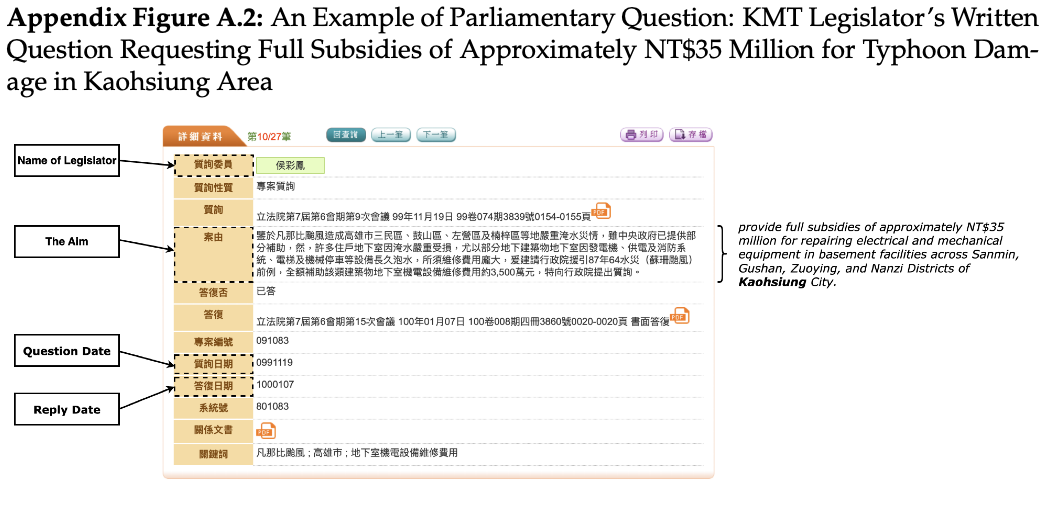 Appendix Figure A.2: An Example of Parliamentary Question: KMT Legislator's Written
Question Requesting Full Subsidies of Approximately NT$35 Million for Typhoon Dam-
age in Kaohsiung Area
詳細資料
第10/27筆
回查詢
上一筆
下一筆
列印
存檔
Name of Legislator
質詢委員
侯彩鳳
質詢性質
專案質詢
質詢
立法院第7屆第6會期第9次會議 99年11月19日 99卷074期3839號0154-0155頁
PDF
The Aim
案由
鑒於凡那比颱風造成高雄市三民區、鼓山區、左營區及楠梓區等地嚴重淹水災情，雖中央政府已提供部
分補助，然，許多住戶地下室因淹水嚴重受損，尤以部分地下建築物地下室因發電機、供電及消防系
統、電梯及機械停車等設備長久泡水，所須維修費用龐大，爰建請行政院援引87年64水災（蘇珊颱風）
前例，全額補助該類建築物地下室機電設備維修費用約3,500萬元，特向行政院提出質詢。
provide full subsidies of approximately NT$35
million for repairing electrical and mechanical
equipment in basement facilities across Sanmin,
Gushan, Zuoying, and Nanzi Districts of
Kaohsiung City.
答復否
已答
答復
立法院第7屆第6會期第15次會議 100年01月07日 100卷008期四冊3860號0020-0020頁 書面答復
PDF
專案編號
091083
Question Date
質詢日期
0991119
Reply Date
答復日期
1000107
系統號
801083
關係文書
PDF
關鍵詞
凡那比颱風 ; 高雄市 ; 地下室機電設備維修費用